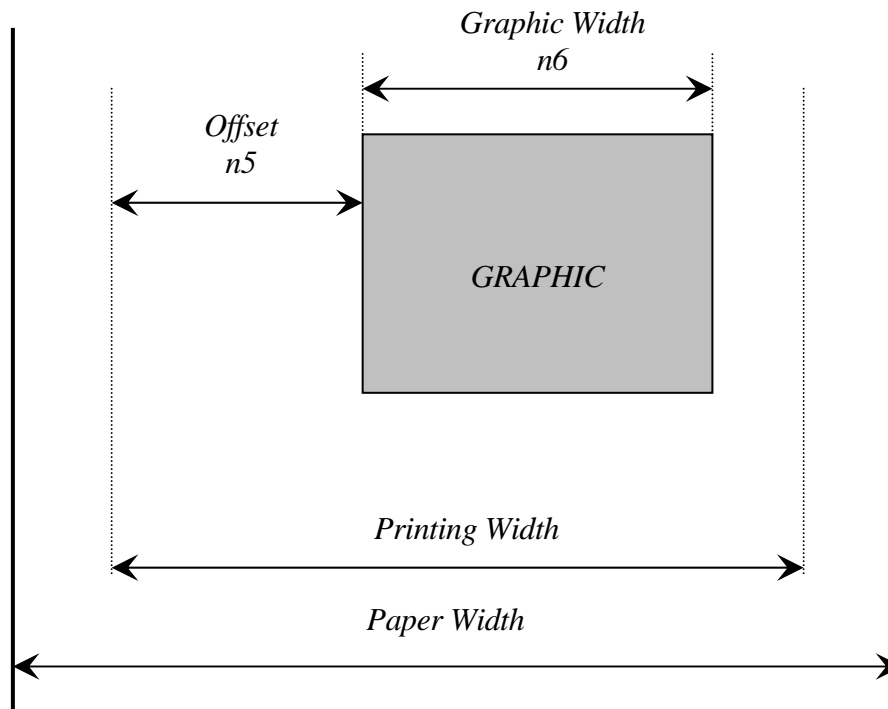 Graphic Width
n6
Offset
n5
GRAPHIC
Printing Width
Paper Width